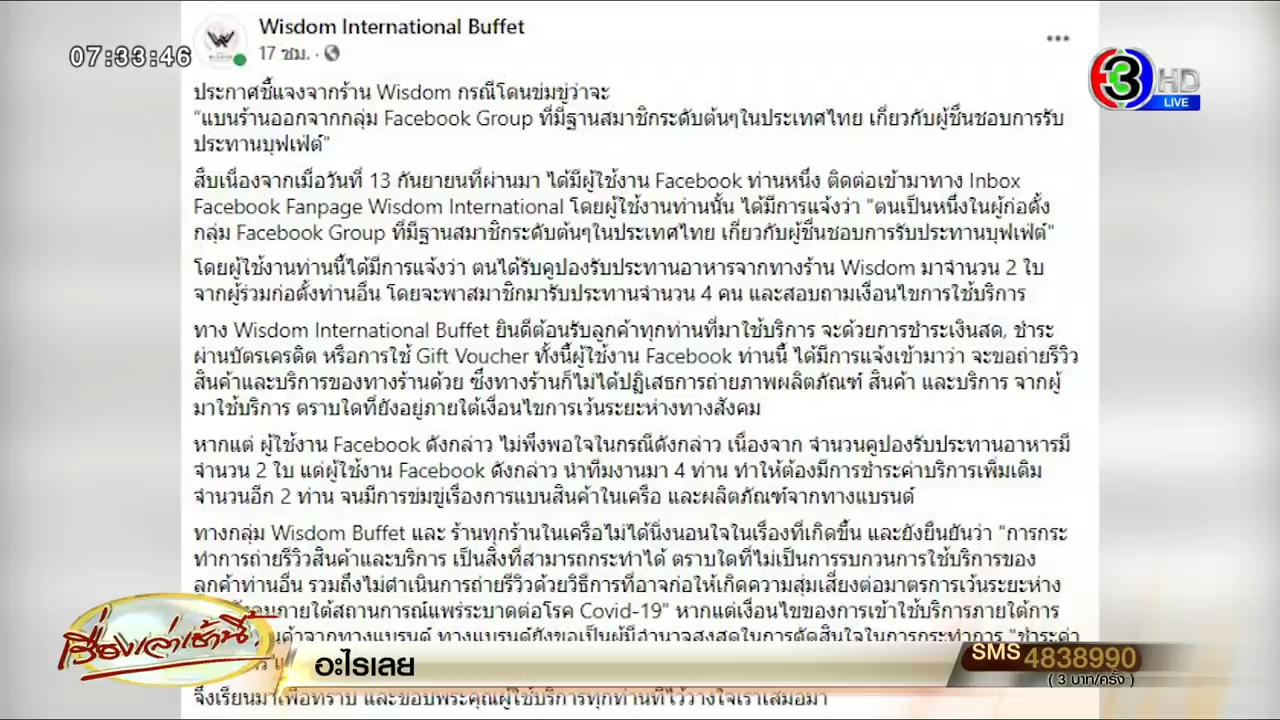 Wisdom International Buffet
17 ชม.
07:33:46
3 HD
LIVE
ประกาศชี้แจงจากร้าน Wisdom กรณีโดนข่มขู่ว่าจะ
"แบนร้านออกจากกลุ่ม Facebook Group ที่มีฐานสมาชิกระดับต้นๆในประเทศไทย เกี่ยวกับผู้ชื่นชอบการรับ
ประทานบุฟเฟ่ต์"
สืบเนื่องจากเมื่อวันที่ 13 กันยายนที่ผ่านมา ได้มีผู้ใช้งาน Facebook ท่านหนึ่ง ติดต่อเข้ามาทาง Inbox
Facebook Fanpage Wisdom International โดยผู้ใช้งานท่านนั้น ได้มีการแจ้งว่า "ตนเป็นหนึ่งในผู้ก่อตั้ง
กลุ่ม Facebook Group ที่มีฐานสมาชิกระดับต้นๆในประเทศไทย เกี่ยวกับผู้ชื่นชอบการรับประทานบุฟเฟ่ต์"
โดยผู้ใช้งานท่านนี้ได้มีการแจ้งว่า ตนได้รับคูปองรับประทานอาหารจากทางร้าน Wisdom มาจำนวน 2 ใบ
จากผู้ร่วมก่อตั้งท่านอื่น โดยจะพาสมาชิกมารับประทานจำนวน 4 คน และสอบถามเงื่อนไขการใช้บริการ
ทาง Wisdom International Buffet ยินดีต้อนรับลูกค้าทุกท่านที่มาใช้บริการ จะด้วยการชำระเงินสด, ชำระ
ผ่านบัตรเครดิต หรือการใช้ Gift Voucher ทั้งนี้ผู้ใช้งาน Facebook ท่านนี้ ได้มีการแจ้งเข้ามาว่า จะขอถ่ายรีวิว
สินค้าและบริการของทางร้านด้วย ซึ่งทางร้านก็ไม่ได้ปฏิเสธการถ่ายภาพผลิตภัณฑ์ สินค้า และบริการ จากผู้
มาใช้บริการ ตราบใดที่ยังอยู่ภายใต้เงื่อนไขการเว้นระยะห่างทางสังคม
หากแต่ ผู้ใช้งาน Facebook ดังกล่าว ไม่พึงพอใจในกรณีดังกล่าว เนื่องจาก จำนวนคูปองรับประทานอาหารมี
จำนวน 2 ใบ แต่ผู้ใช้งาน Facebook ดังกล่าว นำทีมงานมา 4 ท่าน ทำให้ต้องมีการชำระค่าบริการเพิ่มเติม
จำนวนอีก 2 ท่าน จนมีการข่มขู่เรื่องการแบนสินค้าในเครือ และผลิตภัณฑ์จากทางแบรนด์
ทางกลุ่ม Wisdom Buffet และ ร้านทุกร้านในเครือไม่ได้นิ่งนอนใจในเรื่องที่เกิดขึ้น และยังยืนยันว่า "การกระ
ทำการถ่ายรีวิวสินค้าและบริการ เป็นสิ่งที่สามารถกระทำได้ ตราบใดที่ไม่เป็นการรบกวนการใช้บริการของ
ลูกค้าท่านอื่น รวมถึงไม่ดำเนินการถ่ายรีวิวด้วยวิธีการที่อาจก่อให้เกิดความสุ่มเสี่ยงต่อมาตรการเว้นระยะห่าง
ภายใต้สถานการณ์แพร่ระบาดต่อโรค Covid-19" หากแต่เงื่อนไขของการเข้าใช้บริการภายใต้การ
จากทางแบรนด์ ทางแบรนด์ยังขอเป็นผู้มีอำนาจสูงสุดในการตัดสินใจในการกระทำการ "ชำระค่า
จึงเรียนมาเพื่อทราบ และขอบพระคุณผู้ใช้บริการทุกท่านที่ไว้วางใจเราเสมอมา
เรื่องเล่าเช้านี้
อะไรเลย
SMS 4838990
( 3 บาท/ครั้ง )